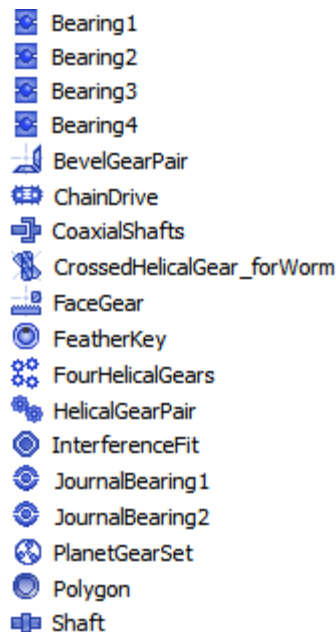 Bearing1
Bearing2
Bearing3
Bearing4
BevelGearPair
ChainDrive
CoaxialShafts
CrossedHelicalGear_forWorm
FaceGear
FeatherKey
FourHelicalGears
HelicalGearPair
InterferenceFit
JournalBearing1
JournalBearing2
PlanetGearSet
Polygon
Shaft